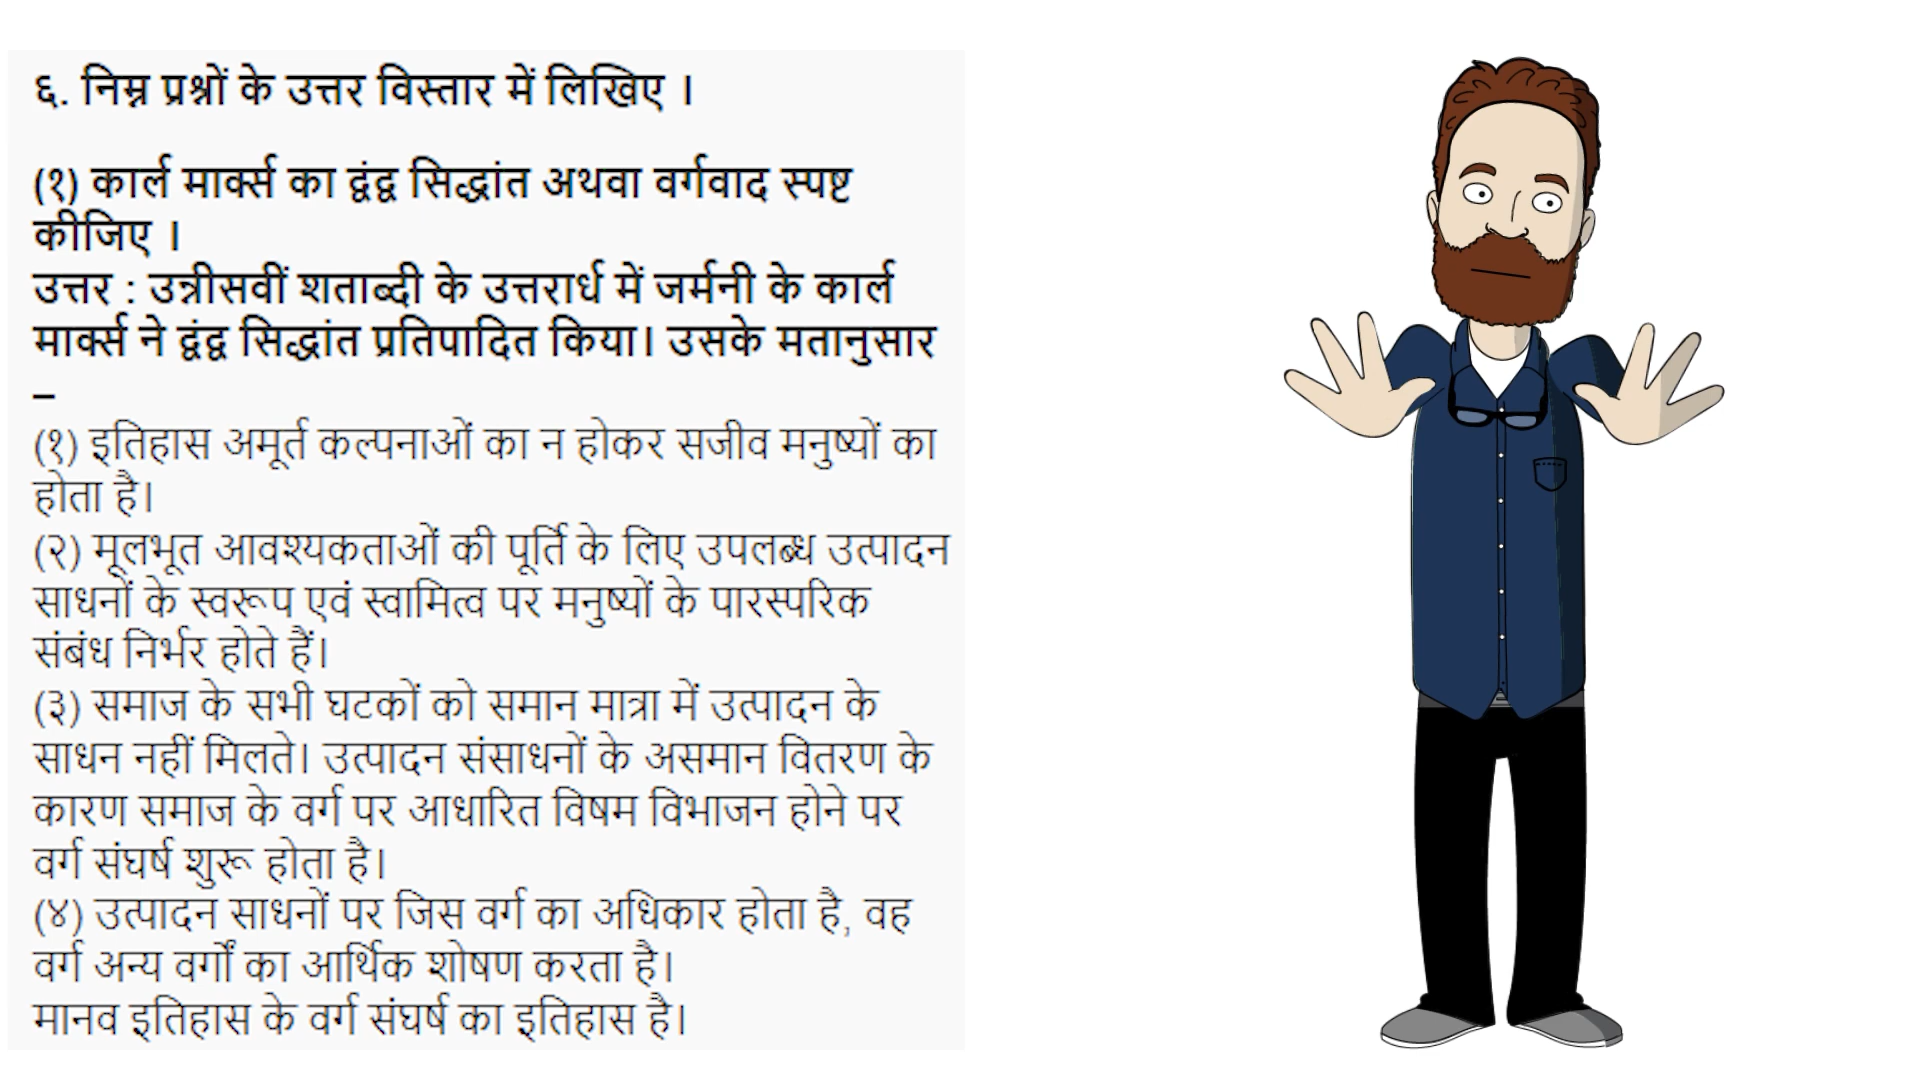 ६. निम्न प्रश्नों के उत्तर विस्तार में लिखिए ।
(१) कार्ल मार्क्स का द्वंद्व सिद्धांत अथवा वर्गवाद स्पष्ट
कीजिए ।
उत्तर : उन्नीसवीं शताब्दी के उत्तरार्ध में जर्मनी के कार्ल
मार्क्स ने द्वंद्व सिद्धांत प्रतिपादित किया। उसके मतानुसार
–
(१) इतिहास अमूर्त कल्पनाओं का न होकर सजीव मनुष्यों का
होता है।
(२) मूलभूत आवश्यकताओं की पूर्ति के लिए उपलब्ध उत्पादन
साधनों के स्वरूप एवं स्वामित्व पर मनुष्यों के पारस्परिक
संबंध निर्भर होते हैं।
(३) समाज के सभी घटकों को समान मात्रा में उत्पादन के
साधन नहीं मिलते। उत्पादन संसाधनों के असमान वितरण के
कारण समाज के वर्ग पर आधारित विषम विभाजन होने पर
वर्ग संघर्ष शुरू होता है।
(४) उत्पादन साधनों पर जिस वर्ग का अधिकार होता है, वह
वर्ग अन्य वर्गों का आर्थिक शोषण करता है।
मानव इतिहास के वर्ग संघर्ष का इतिहास है।